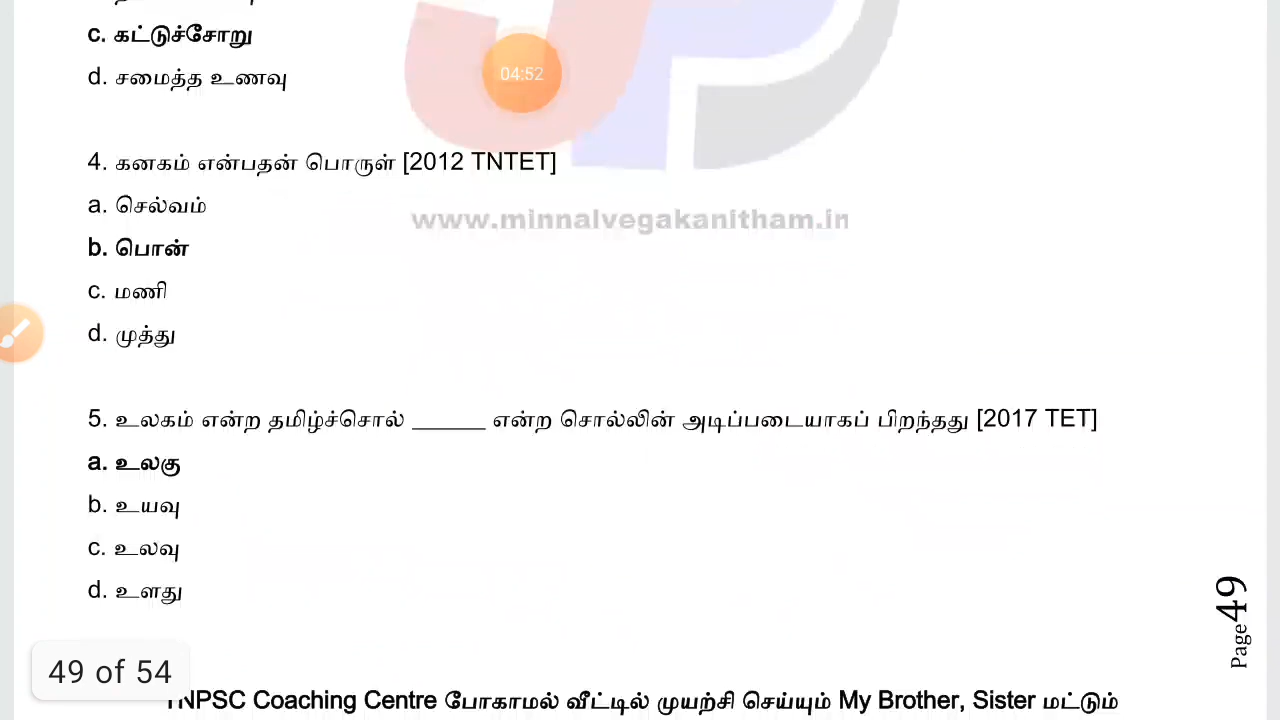 c. கட்டுச்சோறு
04:52
d. சமைத்த உணவு
4. கனகம் என்பதன் பொருள் [2012 TNTET]
a. செல்வம்
www.minnalvegakanitham.in
b. பொன்
c. மணி
d. முத்து
5. உலகம் என்ற தமிழ்ச்சொல் ______ என்ற சொல்லின் அடிப்படையாகப் பிறந்தது [2017 TET]
a. உலகு
b. உயவு
c. உலவு
d. உளது
Page49
49 of 54
TNPSC Coaching Centre போகாமல் வீட்டில் முயற்சி செய்யும் My Brother, Sister மட்டும்